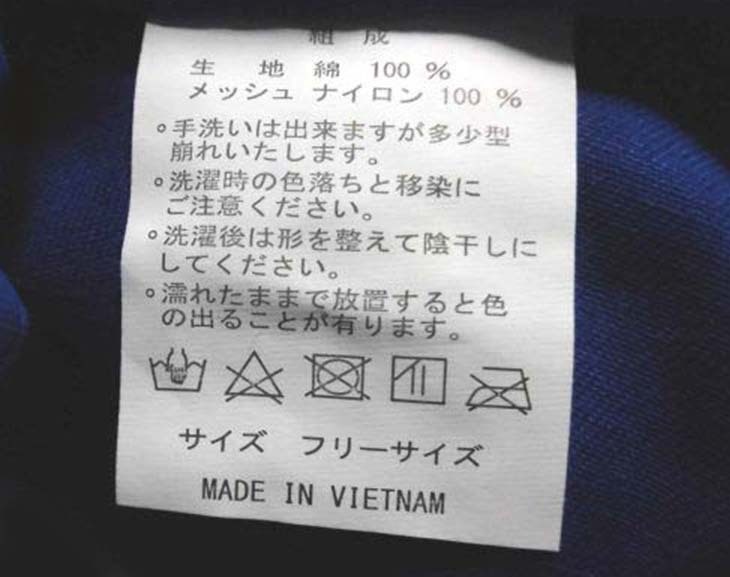 組 成
生 地 綿 100 %
メッシュ ナイロン 100 %
。手洗いは出来ますが多少型
崩れいたします。
。洗濯時の色落ちと移染に
ご注意ください。
。洗濯後は形を整えて陰干しに
してください。
。濡れたままで放置すると色
の出ることが有ります。
サイズ フリーサイズ
MADE IN VIETNAM